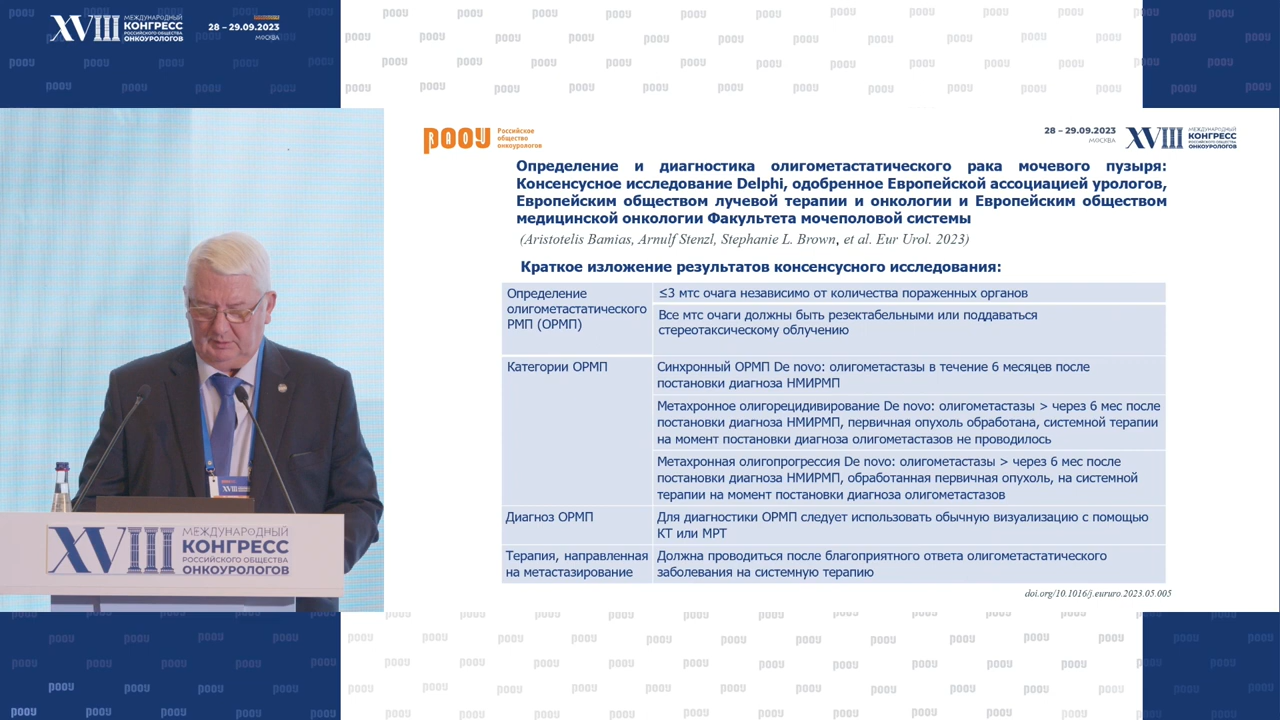 XVIII МЕЖДУНАРОДНЫЙ
КОНГРЕСС
РОССИЙСКОГО ОБЩЕСТВА
ОНКОУРОЛОГОВ
28 – 29.09.2023
МОСКВА
РООУ
Российское
общество
онкоурологов
28 – 29.09.2023
МОСКВА
XVIII МЕЖДУНАРОДНЫЙ
КОНГРЕСС
РОССИЙСКОГО ОБЩЕСТВА
ОНКОУРОЛОГОВ
Определение и диагностика олигометастатического рака мочевого пузыря:
Консенсусное исследование Delphi, одобренное Европейской ассоциацией урологов,
Европейским обществом лучевой терапии и онкологии и Европейским обществом
медицинской онкологии Факультета мочеполовой системы
(Aristotelis Bamias, Arnulf Stenzl, Stephanie L. Brown, et al. Eur Urol. 2023)
Краткое изложение результатов консенсусного исследования:
Определение
олигометастатического
РМП (ОРМП)
≤3 мтс очага независимо от количества пораженных органов
Все мтс очаги должны быть резектабельными или поддаваться
стереотаксическому облучению
Категории ОРМП
Синхронный ОРМП De novo: олигометастазы в течение 6 месяцев после
постановки диагноза НМИРМП
Метахронное олигорецидивирование De novo: олигометастазы > через 6 мес после
постановки диагноза НМИРМП, первичная опухоль обработана, системной терапии
на момент постановки диагноза олигометастазов не проводилось
Метахронная олигопрогрессия De novo: олигометастазы > через 6 мес после
постановки диагноза НМИРМП, обработанная первичная опухоль, на системной
терапии на момент постановки диагноза олигометастазов
Диагноз ОРМП
Для диагностики ОРМП следует использовать обычную визуализацию с помощью
КТ или МРТ
Терапия, направленная
на метастазирование
Должна проводиться после благоприятного ответа олигометастатического
заболевания на системную терапию
doi.org/10.1016/j.eururo.2023.05.005
XVIII МЕЖДУНАРОДНЫЙ
КОНГРЕСС
РОССИЙСКОГО ОБЩЕСТВА
ОНКОУРОЛОГОВ